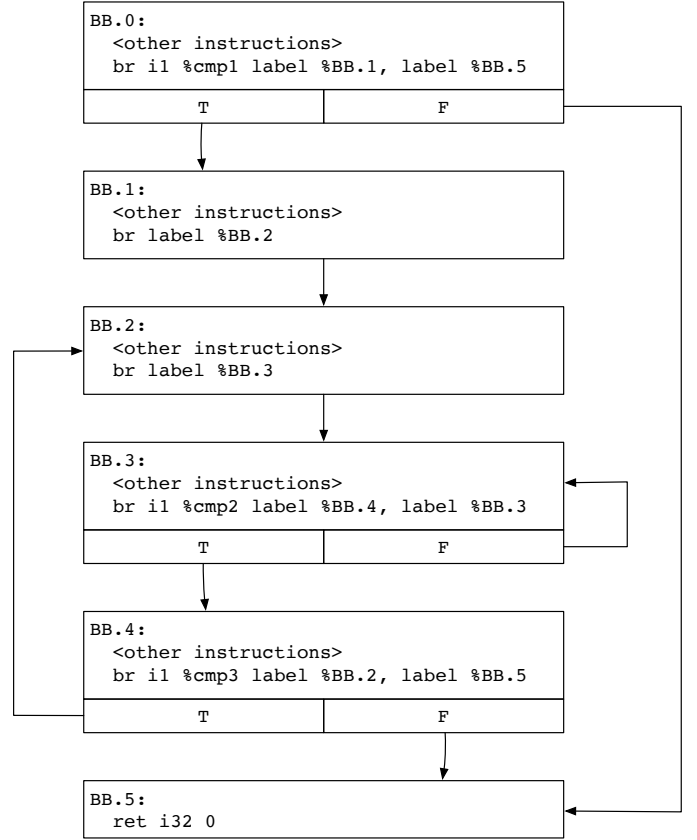 BB.0:
<other instructions>
br i1 %cmp1 label %BB.1, label %BB.5
T
F
BB.1:
<other instructions>
br label %BB.2
BB.2:
<other instructions>
br label %BB.3
BB.3:
<other instructions>
br i1 %cmp2 label %BB.4, label %BB.3
T
F
BB.4:
<other instructions>
br i1 %cmp3 label %BB.2, label %BB.5
T
F
BB.5:
ret i32 0